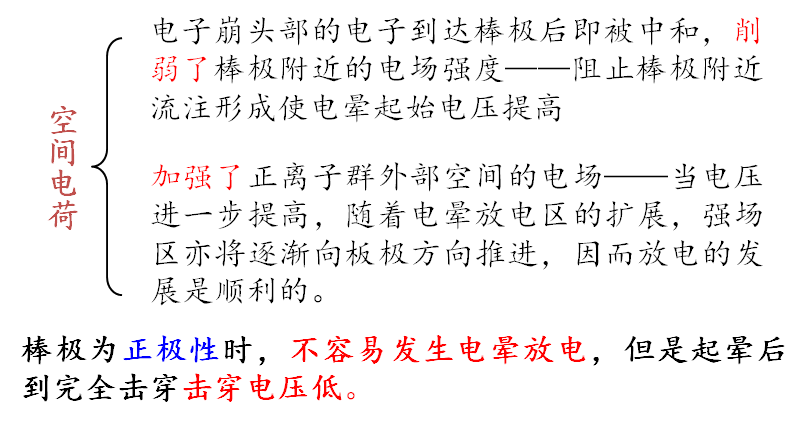 空间电荷
电子崩头部的电子到达棒极后即被中和，削
弱了棒极附近的电场强度——阻止棒极附近
流注形成使电晕起始电压提高
加强了正离子群外部空间的电场——当电压
进一步提高，随着电晕放电区的扩展，强场
区亦将逐渐向板极方向推进，因而放电的发
展是顺利的。
棒极为正极性时，不容易发生电晕放电，但是起晕后
到完全击穿击穿电压低。